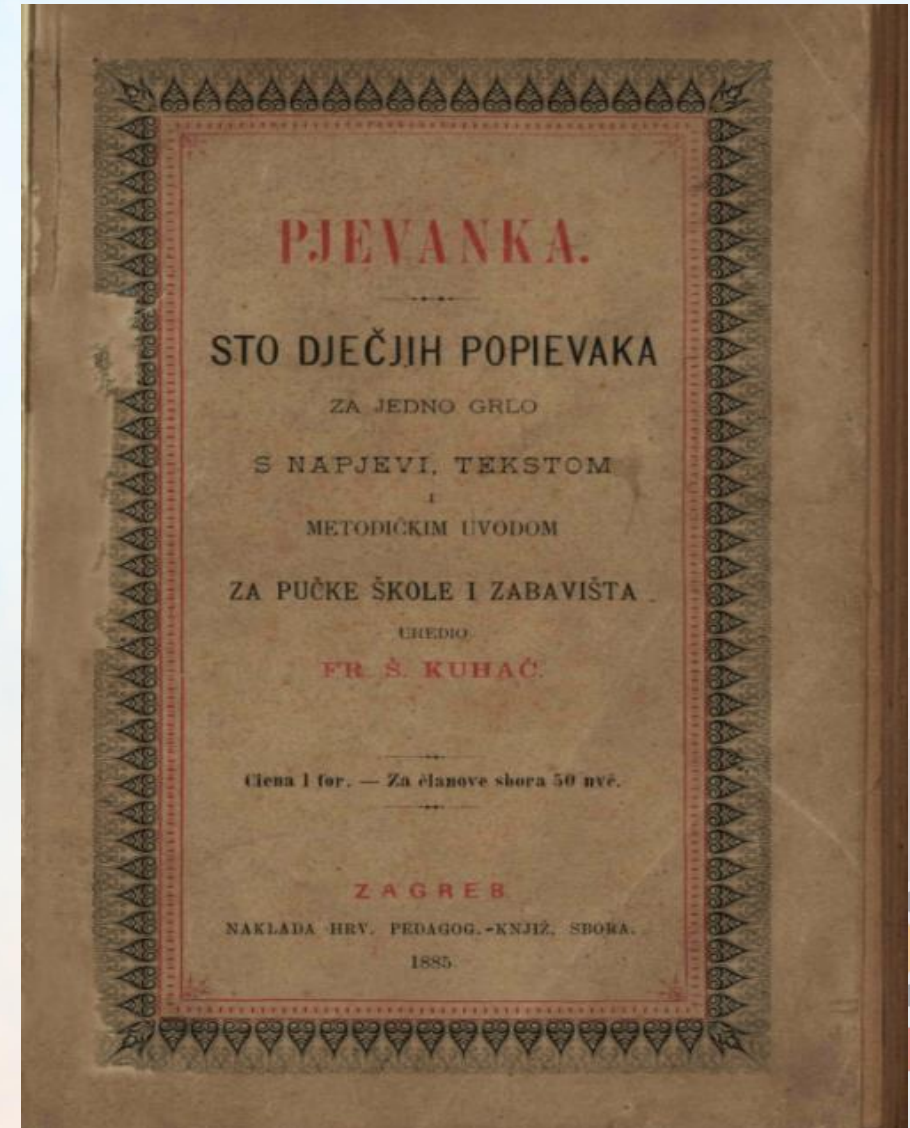 PJEVANKA.
STO DJEČJIH POPIEVAKA
ZA JEDNO GRLO
S NAPJEVI, TEKSTOM
I
METODIČKIM UVODOM
ZA PUČKE ŠKOLE I ZABAVIŠTA
UREDIO
FR. Š. KUHAČ.
Ciena 1 for. — Za članove sbora 50 nvč.
ZAGREB
NAKLADA HRV. PEDAGOG.-KNJIŽ. SBORA.
1885.